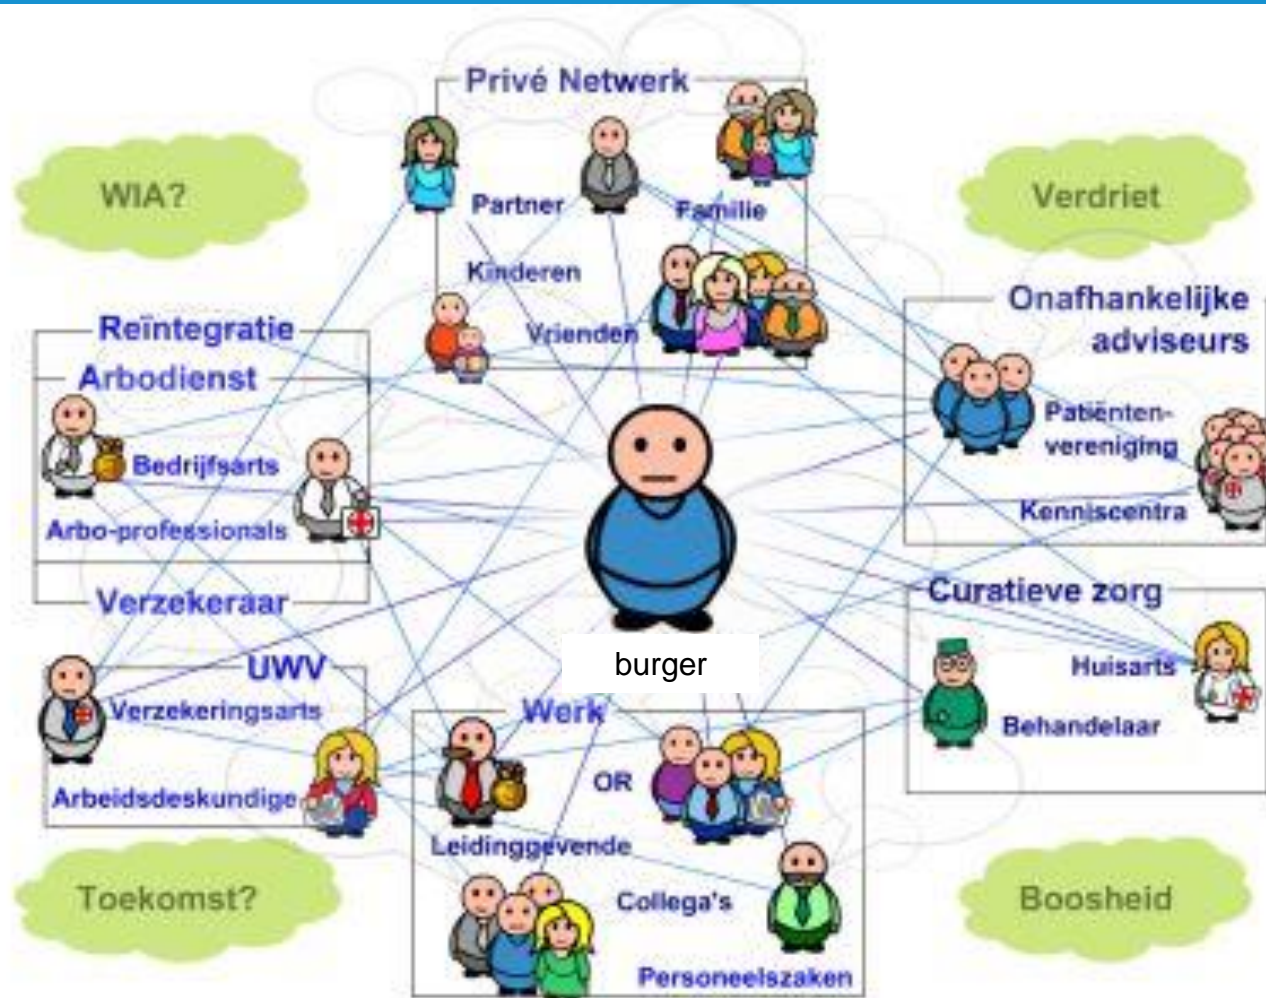 Privé Netwerk
Partner
Familie
Kinderen
Vrienden
WIA?
Verdriet
Reïntegratie
Arbodienst
Bedrijfsarts
Arbo-professionals
Verzekeraar
Onafhankelijke
adviseurs
Patiënten-
vereniging
Kenniscentra
burger
UWV
Verzekeringsarts
Arbeidsdeskundige
Werk
OR
Leidinggevende
Collega's
Personeelszaken
Curatieve zorg
Huisarts
Behandelaar
Toekomst?
Boosheid